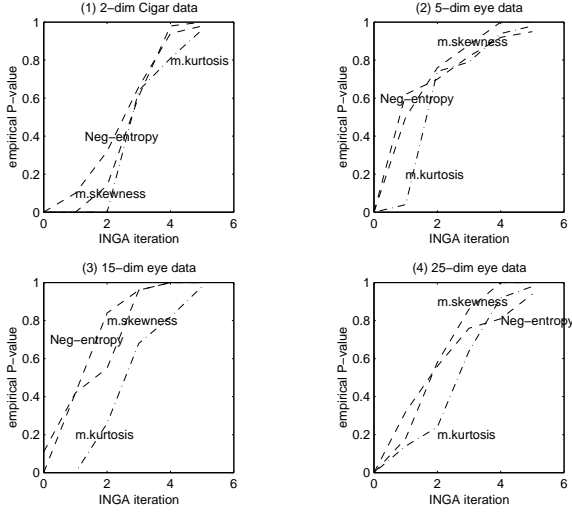 (1) 2−dim Cigar data
1
0.8
0.6
0.4
0.2
0
0
2
4
6
empirical P−value
INGA iteration
m.kurtosis
Neg−entropy
m.skewness
(2) 5−dim eye data
1
0.8
0.6
0.4
0.2
0
0
2
4
6
empirical P−value
INGA iteration
m.skewness
Neg−entropy
m.kurtosis
(3) 15−dim eye data
1
0.8
0.6
0.4
0.2
0
0
2
4
6
empirical P−value
INGA iteration
m.skewness
Neg−entropy
m.kurtosis
(4) 25−dim eye data
1
0.8
0.6
0.4
0.2
0
0
2
4
6
empirical P−value
INGA iteration
m.skewness
Neg−entropy
m.kurtosis